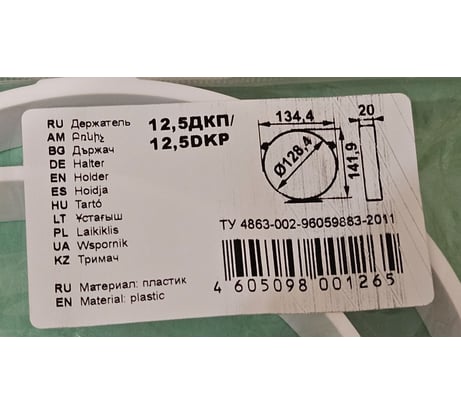 RU Держатель
AM Բռնիչ
BG Държач
DE Halter
EN Holder
ES Hoidja
HU Tartó
LT Ұстағыш
PL Laikiklis
UA Wspornik
KZ Тримач
RU Материал: пластик
EN Material: plastic
12,5ДКП/
12,5DKP
134,4
20
Ø128,4
141,9
ТУ 4863-002-96059883-2011
4 605098 001265